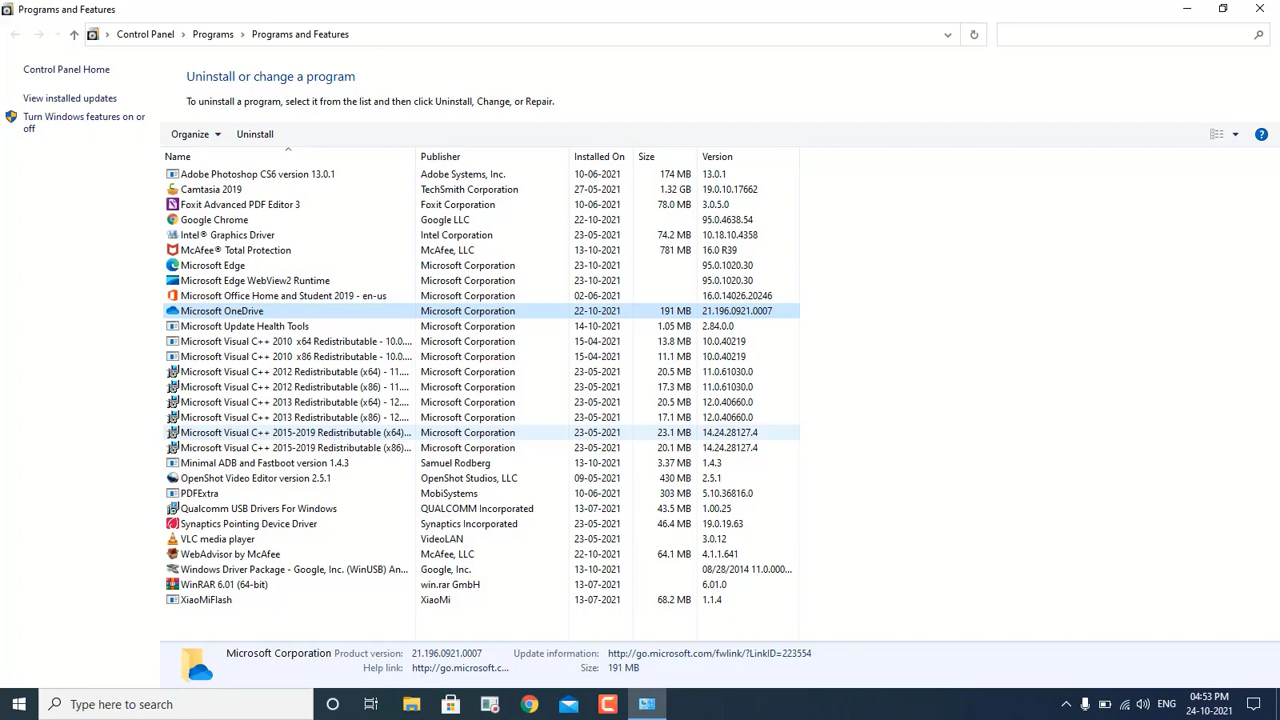 Programs and Features
Control Panel > Programs > Programs and Features
Control Panel Home
View installed updates
Turn Windows features on or
off
Uninstall or change a program
To uninstall a program, select it from the list and then click Uninstall, Change, or Repair.
Organize Uninstall
Name Publisher Installed On Size Version
Adobe Photoshop CS6 version 13.0.1 Adobe Systems, Inc. 10-06-2021 174 MB 13.0.1
Camtasia 2019 TechSmith Corporation 27-05-2021 1.32 GB 19.0.10.17662
Foxit Advanced PDF Editor 3 Foxit Corporation 10-06-2021 78.0 MB 3.0.5.0
Google Chrome Google LLC 22-10-2021 95.0.4638.54
Intel® Graphics Driver Intel Corporation 23-05-2021 74.2 MB 10.18.10.4358
McAfee® Total Protection McAfee, LLC 13-10-2021 781 MB 16.0 R39
Microsoft Edge Microsoft Corporation 23-10-2021 95.0.1020.30
Microsoft Edge WebView2 Runtime Microsoft Corporation 23-10-2021 95.0.1020.30
Microsoft Office Home and Student 2019 - en-us Microsoft Corporation 02-06-2021 16.0.14026.20246
Microsoft OneDrive Microsoft Corporation 22-10-2021 191 MB 21.196.0921.0007
Microsoft Update Health Tools Microsoft Corporation 14-10-2021 1.05 MB 2.84.0.0
Microsoft Visual C++ 2010 x64 Redistributable - 10.0.... Microsoft Corporation 15-04-2021 13.8 MB 10.0.40219
Microsoft Visual C++ 2010 x86 Redistributable - 10.0.... Microsoft Corporation 15-04-2021 11.1 MB 10.0.40219
Microsoft Visual C++ 2012 Redistributable (x64) - 11.... Microsoft Corporation 23-05-2021 20.5 MB 11.0.61030.0
Microsoft Visual C++ 2012 Redistributable (x86) - 11.... Microsoft Corporation 23-05-2021 17.3 MB 11.0.61030.0
Microsoft Visual C++ 2013 Redistributable (x64) - 12.... Microsoft Corporation 23-05-2021 20.5 MB 12.0.40660.0
Microsoft Visual C++ 2013 Redistributable (x86) - 12.... Microsoft Corporation 23-05-2021 17.1 MB 12.0.40660.0
Microsoft Visual C++ 2015-2019 Redistributable (x64)... Microsoft Corporation 23-05-2021 23.1 MB 14.24.28127.4
Microsoft Visual C++ 2015-2019 Redistributable (x86)... Microsoft Corporation 23-05-2021 20.1 MB 14.24.28127.4
Minimal ADB and Fastboot version 1.4.3 Samuel Rodberg 13-10-2021 3.37 MB 1.4.3
OpenShot Video Editor version 2.5.1 OpenShot Studios, LLC 09-05-2021 430 MB 2.5.1
PDFExtra MobiSystems 10-06-2021 303 MB 5.10.36816.0
Qualcomm USB Drivers For Windows QUALCOMM Incorporated 13-07-2021 43.5 MB 1.00.25
Synaptics Pointing Device Driver Synaptics Incorporated 23-05-2021 46.4 MB 19.0.19.63
VLC media player VideoLAN 23-05-2021 3.0.12
WebAdvisor by McAfee McAfee, LLC 22-10-2021 64.1 MB 4.1.1.641
Windows Driver Package - Google, Inc. (WinUSB) An... Google, Inc. 13-10-2021 08/28/2014 11.0.000...
WinRAR 6.01 (64-bit) win.rar GmbH 13-07-2021 6.01.0
XiaoMiFlash XiaoMi 13-07-2021 68.2 MB 1.1.4
Microsoft Corporation Product version: 21.196.0921.0007 Update information: http://go.microsoft.com/fwlink/?LinkID=223554
Help link: http://go.microsoft.c... Size: 191 MB
Type here to search
ENG
04:53 PM
24-10-2021